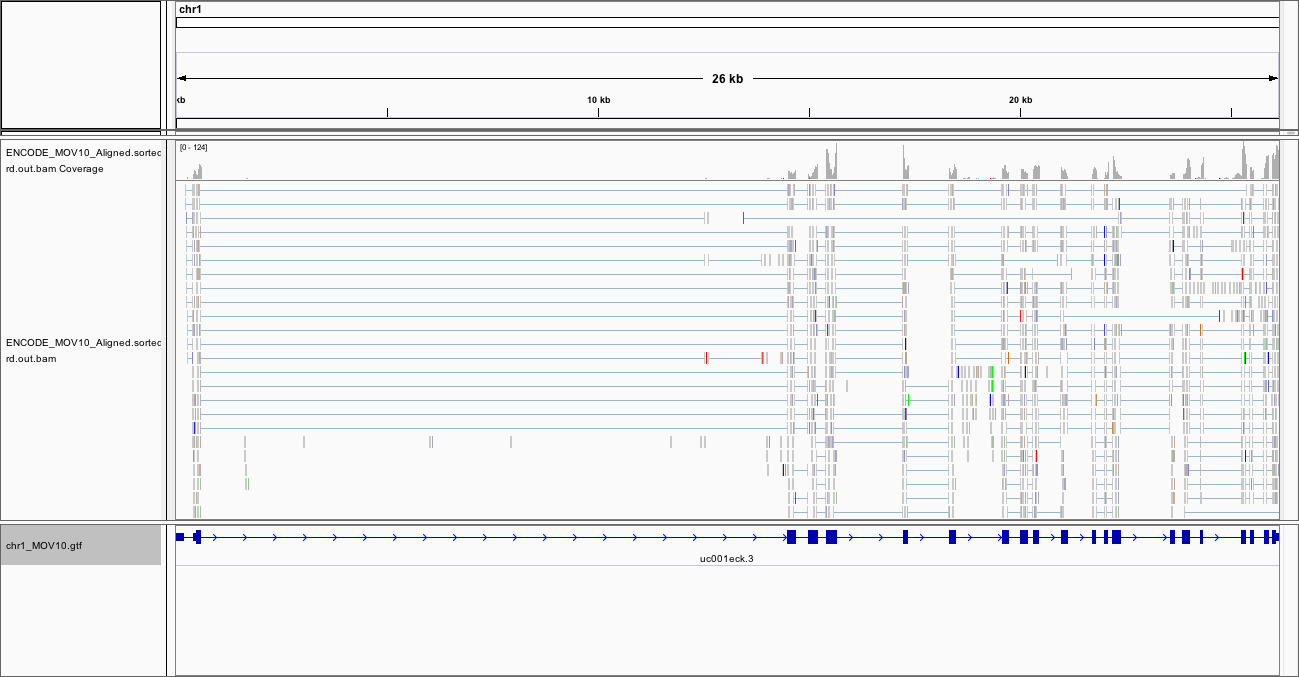 chr1
26 kb
kb
10 kb
20 kb
ENCODE_MOV10_Aligned.sortec
rd.out.bam Coverage
[0 - 124]
ENCODE_MOV10_Aligned.sortec
rd.out.bam
chr1_MOV10.gtf
uc001eck.3